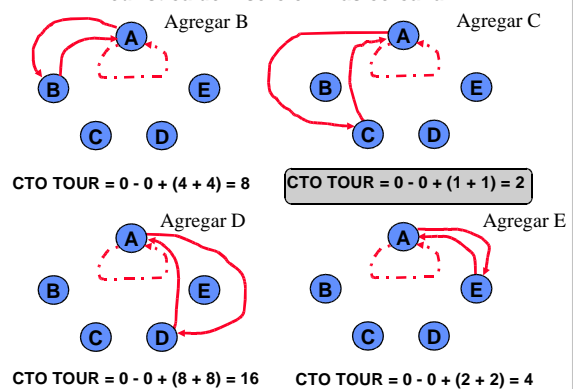 Agregar B
A
B
E
C
D
CTO TOUR = 0 - 0 + (4 + 4) = 8
Agregar C
A
B
E
C
D
CTO TOUR = 0 - 0 + (1 + 1) = 2
Agregar D
A
B
E
C
D
CTO TOUR = 0 - 0 + (8 + 8) = 16
Agregar E
A
B
E
C
D
CTO TOUR = 0 - 0 + (2 + 2) = 4